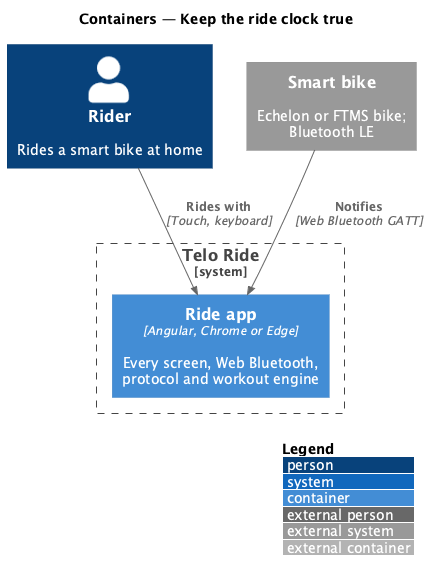 Containers — Keep the ride clock true
Rider
Rides a smart bike at home
Smart bike
Echelon or FTMS bike;
Bluetooth LE
Rides with
[Touch, keyboard]
Notifies
[Web Bluetooth GATT]
Telo Ride
[system]
Ride app
[Angular, Chrome or Edge]
Every screen, Web Bluetooth,
protocol and workout engine
Legend
person
system
container
external person
external system
external container